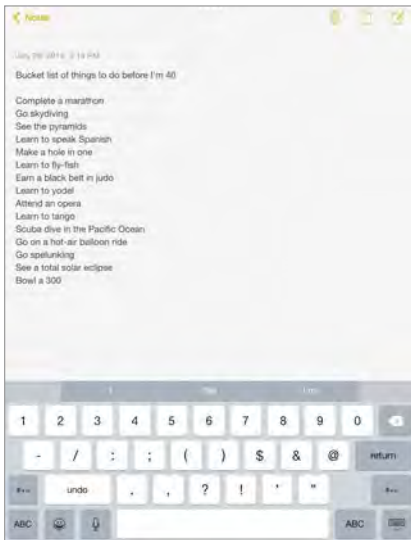 Notes
Bucket list of things to do before I'm 40
Complete a marathon
Go skydiving
See the pyramids
Learn to speak Spanish
Make a hole in one
Learn to fly-fish
Earn a black belt in judo
Learn to yodel
Attend an opera
Learn to tango
Scuba dive in the Pacific Ocean
Go on a hot-air balloon ride
Go spelunking
See a total solar eclipse
Bowl a 300
I The I'm
1 2 3 4 5 6 7 8 9 0
- / : ; ( ) $ & @ return
#+= undo . , ? ! ' " #+=
ABC ABC